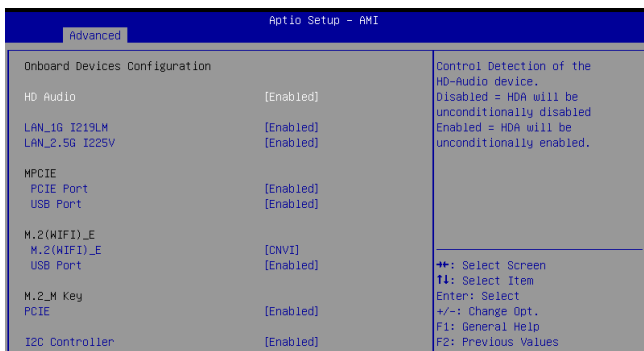 Aptio Setup – AMI
Advanced
Onboard Devices Configuration
HD Audio [Enabled]
LAN_1G I219LM [Enabled]
LAN_2.5G I225V [Enabled]
MPCIE
PCIE Port [Enabled]
USB Port [Enabled]
M.2(WIFI)_E
M.2(WIFI)_E [CNVI]
USB Port [Enabled]
M.2_M Key
PCIE [Enabled]
I2C Controller [Enabled]
Control Detection of the
HD-Audio device.
Disabled = HDA will be
unconditionally disabled
Enabled = HDA will be
unconditionally enabled.
→←: Select Screen
↑↓: Select Item
Enter: Select
+/-: Change Opt.
F1: General Help
F2: Previous Values